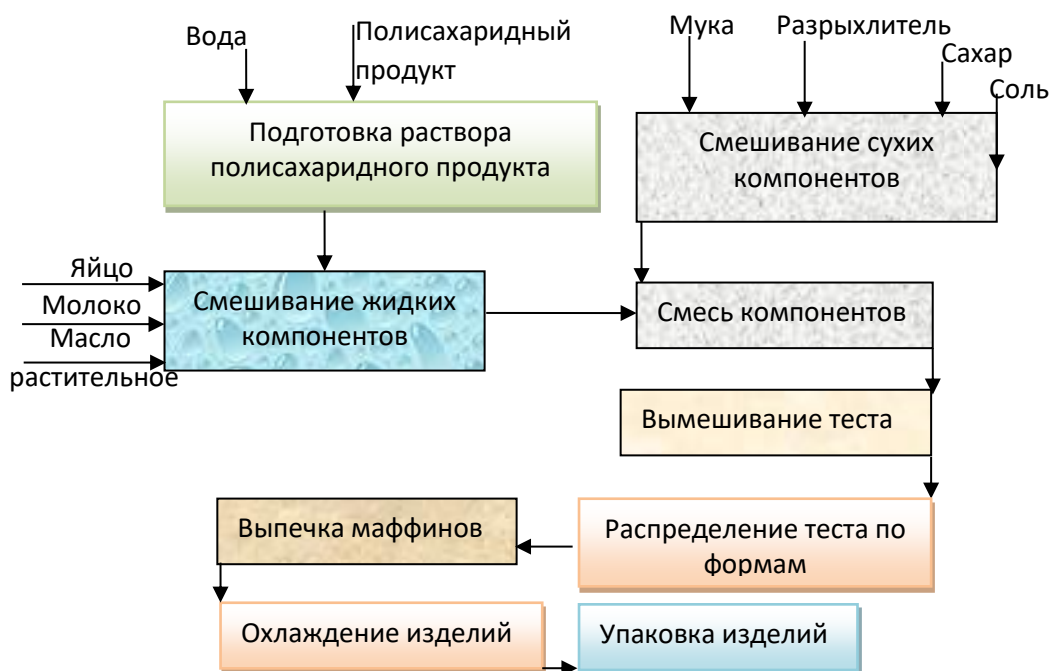 Вода
Полисахаридный
продукт
Мука
Разрыхлитель
Сахар
Соль
Подготовка раствора
полисахаридного продукта
Смешивание сухих
компонентов
Яйцо
Молоко
Масло
растительное
Смешивание жидких
компонентов
Смесь компонентов
Вымешивание теста
Распределение теста по
формам
Выпечка маффинов
Охлаждение изделий
Упаковка изделий